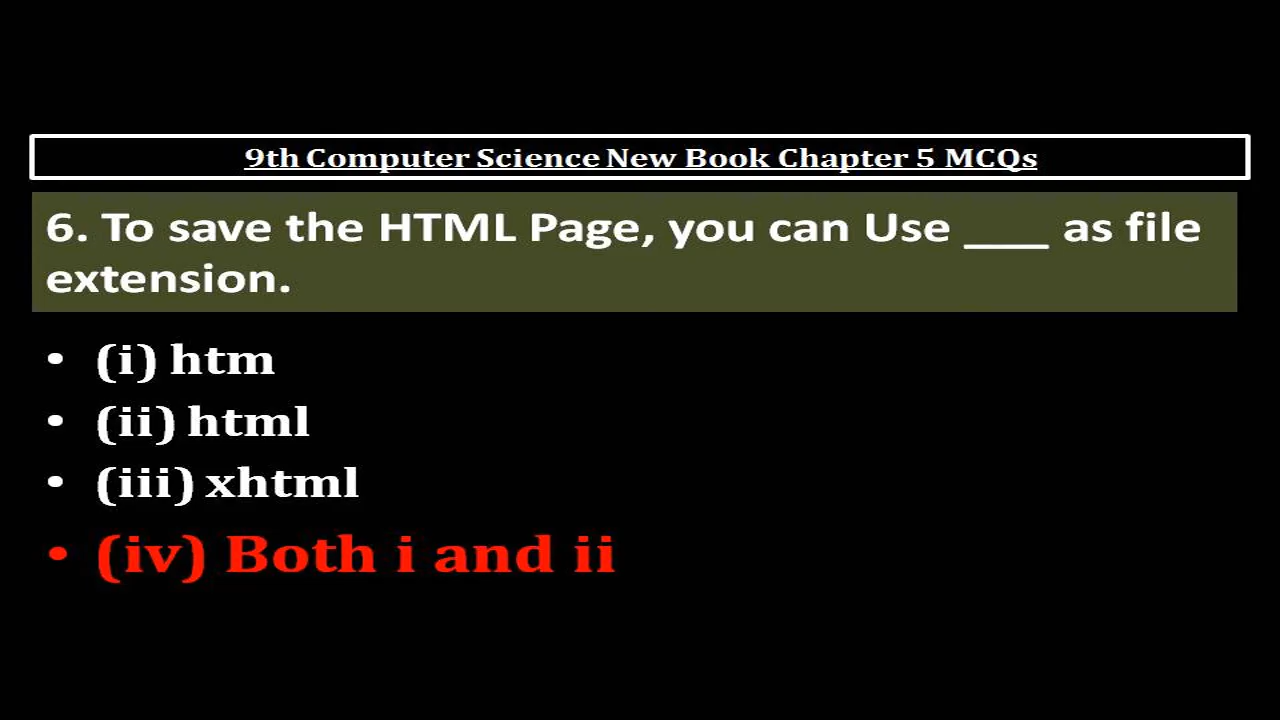 9th Computer Science New Book Chapter 5 MCQs
6. To save the HTML Page, you can Use ____ as file
extension.
• (i) htm
• (ii) html
• (iii) xhtml
• (iv) Both i and ii